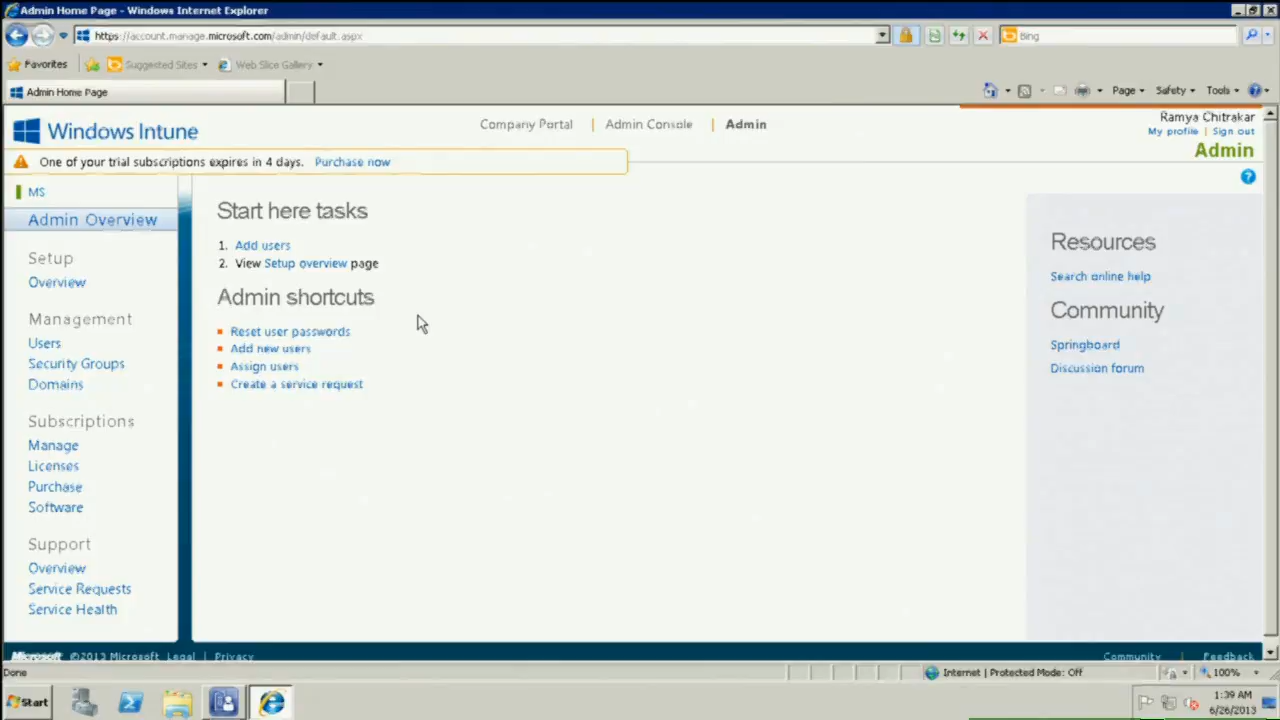 Admin Home Page - Windows Internet Explorer
https://account.manage.microsoft.com/admin/default.aspx
Bing
Favorites
Suggested Sites
Web Slice Gallery
Admin Home Page
Page
Safety
Tools
Windows Intune
Company Portal | Admin Console | Admin
Ramya Chitrakar
My profile | Sign out
Admin
One of your trial subscriptions expires in 4 days. Purchase now
MS
Admin Overview
Setup
Overview
Management
Users
Security Groups
Domains
Subscriptions
Manage
Licenses
Purchase
Software
Support
Overview
Service Requests
Service Health
Start here tasks
1. Add users
2. View Setup overview page
Admin shortcuts
Reset user passwords
Add new users
Assign users
Create a service request
Resources
Search online help
Community
Springboard
Discussion forum
Microsoft ©2013 Microsoft Legal | Privacy
Community | Feedback
Done
Internet | Protected Mode: Off
100%
Start
1:39 AM
6/26/2013